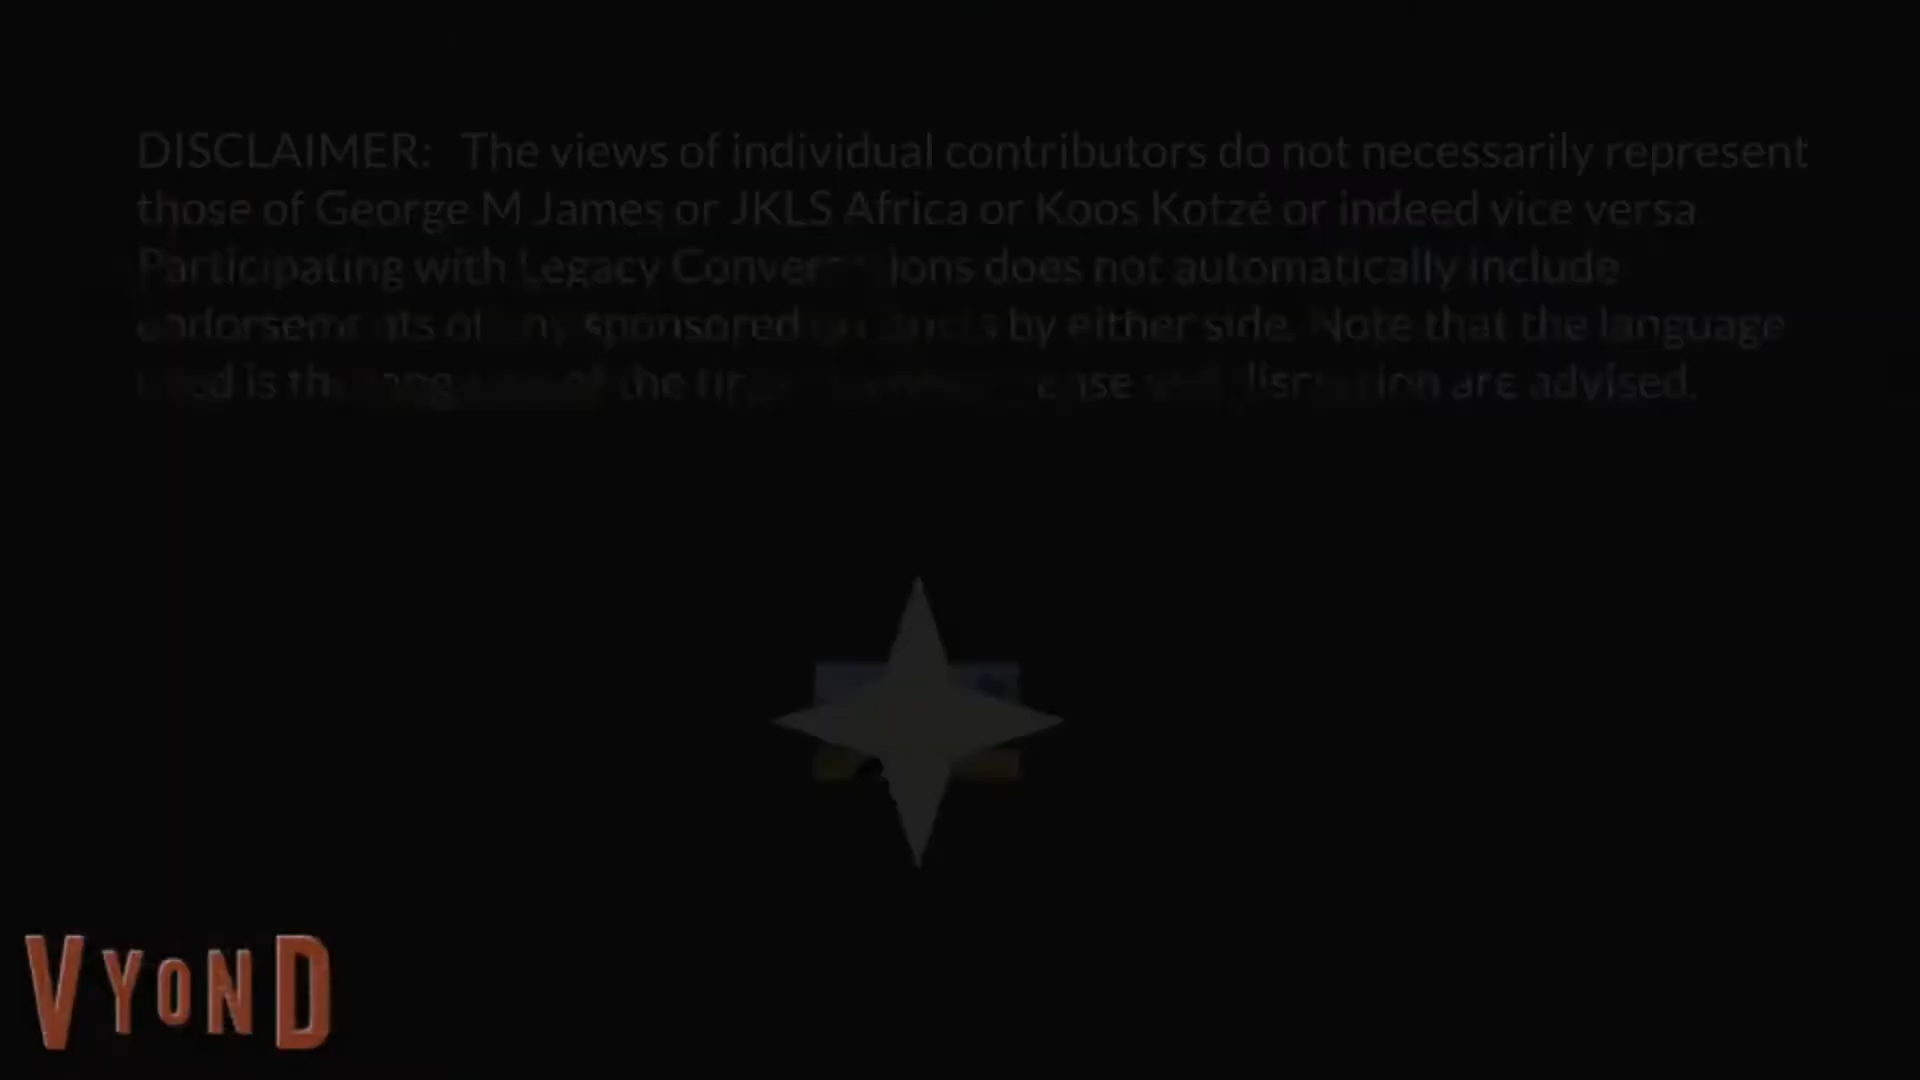 DISCLAIMER: The views of individual contributors do not necessarily represent
those of George M James or JKLS Africa or Koos Kotzé or indeed vice versa
Participating with Legacy does not automatically include
sponsored by either side. Note that the language
is the are advised.
VYOND